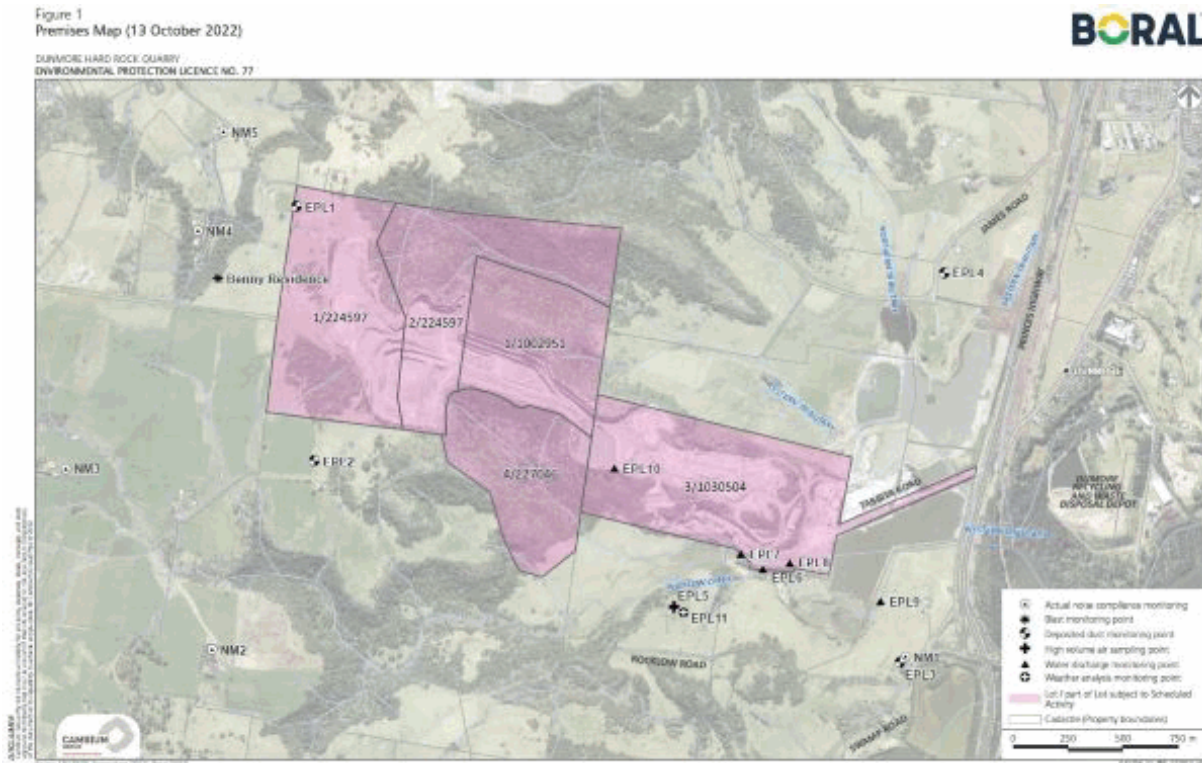 Figure 1
Premises Map (13 October 2022)
BORAL
DUNMORE HARD ROCK QUARRY
ENVIRONMENTAL PROTECTION LICENCE NO. 77
NM5
EPL1
NM4
Benny Residence
JAMES ROAD
EPL4
PRINCES HIGHWAY
1/224597
2/224597
1/1002951
NM3
EPL2
4/227046
EPL10
3/1030504
TABBITA ROAD
DUNMORE
RECYCLING
AND WASTE
DISPOSAL DEPOT
EPL7
EPL8
EPL6
EPL5
EPL11
EPL9
NM2
ROCKLOW ROAD
NM1
EPL3
Actual noise compliance monitoring
Blast monitoring point
Deposited dust monitoring point
High volume air sampling point
Water discharge monitoring point
Weather analysis monitoring point
Lot / part of Lot subject to Scheduled
Activity
Cadastre (Property boundaries)
0 250 500 750 m
CAMBIUM
GROUP
DISCLAIMER